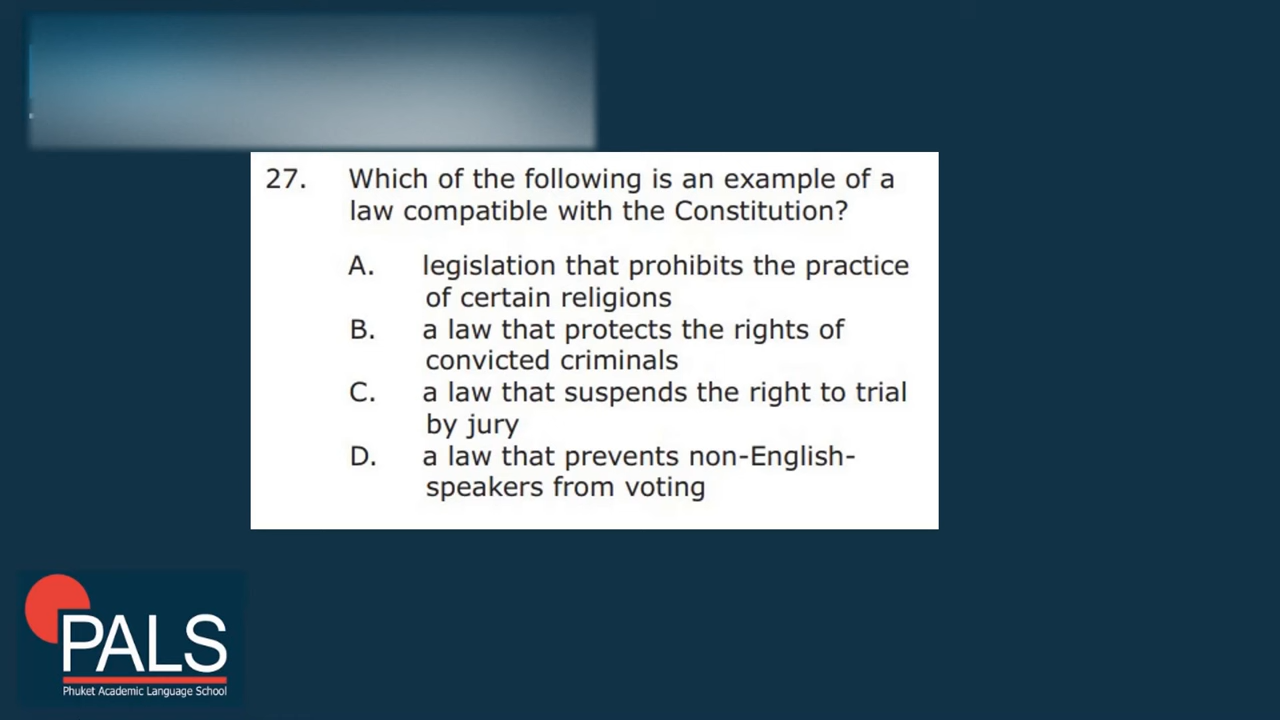 27. Which of the following is an example of a
law compatible with the Constitution?
A. legislation that prohibits the practice
of certain religions
B. a law that protects the rights of
convicted criminals
C. a law that suspends the right to trial
by jury
D. a law that prevents non-English-
speakers from voting
PALS
Phuket Academic Language School